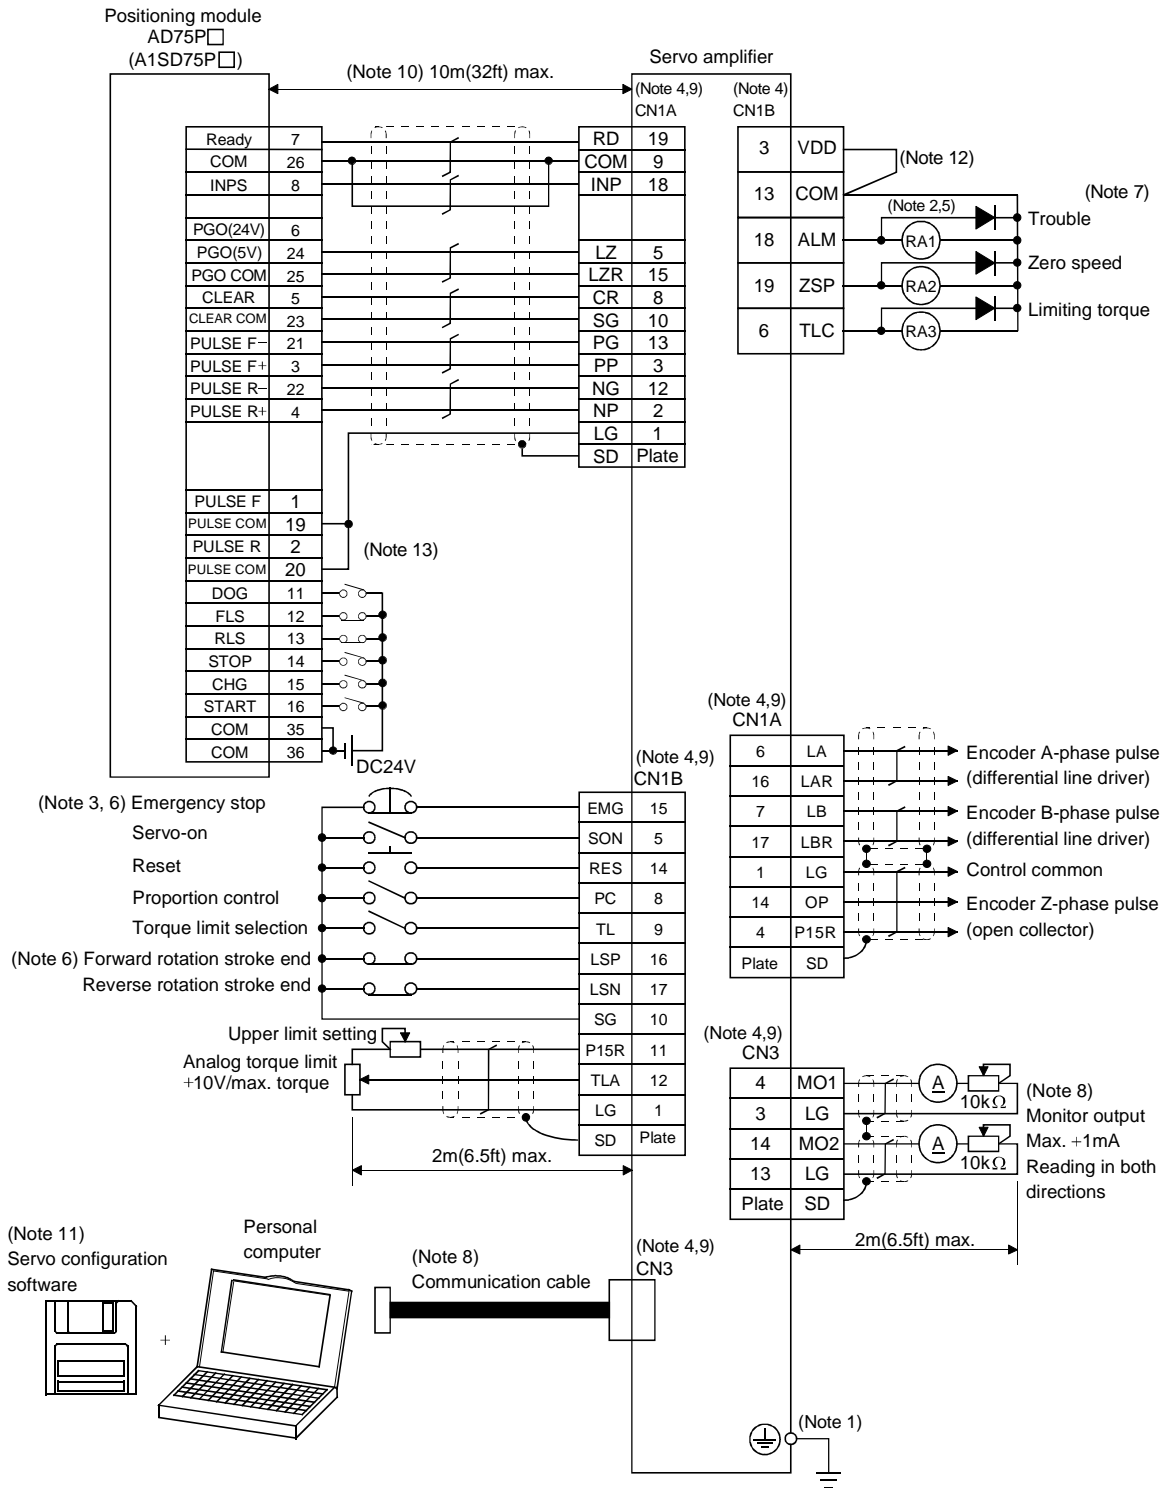 Positioning module
AD75P□
(A1SD75P□)
(Note 10) 10m(32ft) max.
Servo amplifier
(Note 4,9)
CN1A
(Note 4)
CN1B
Ready 7
COM 26
INPS 8
PGO(24V) 6
PGO(5V) 24
PGO COM 25
CLEAR 5
CLEAR COM 23
PULSE F− 21
PULSE F+ 3
PULSE R− 22
PULSE R+ 4
PULSE F 1
PULSE COM 19
PULSE R 2
PULSE COM 20
DOG 11
FLS 12
RLS 13
STOP 14
CHG 15
START 16
COM 35
COM 36
(Note 13)
DC24V
RD 19
COM 9
INP 18
LZ 5
LZR 15
CR 8
SG 10
PG 13
PP 3
NG 12
NP 2
LG 1
SD Plate
3 VDD
13 COM
18 ALM
19 ZSP
6 TLC
(Note 12)
(Note 7)
(Note 2,5)
RA1
RA2
RA3
Trouble
Zero speed
Limiting torque
(Note 4,9)
CN1A
6 LA
16 LAR
7 LB
17 LBR
1 LG
14 OP
4 P15R
Plate SD
Encoder A-phase pulse
(differential line driver)
Encoder B-phase pulse
(differential line driver)
Control common
Encoder Z-phase pulse
(open collector)
(Note 4,9)
CN1B
(Note 3, 6) Emergency stop
Servo-on
Reset
Proportion control
Torque limit selection
(Note 6) Forward rotation stroke end
Reverse rotation stroke end
Upper limit setting
Analog torque limit
+10V/max. torque
EMG 15
SON 5
RES 14
PC 8
TL 9
LSP 16
LSN 17
SG 10
P15R 11
TLA 12
LG 1
SD Plate
2m(6.5ft) max.
(Note 4,9)
CN3
4 MO1
3 LG
14 MO2
13 LG
Plate SD
A
10kΩ
A
10kΩ
(Note 8)
Monitor output
Max. +1mA
Reading in both
directions
2m(6.5ft) max.
(Note 11)
Servo configuration
software
+
Personal
computer
(Note 8)
Communication cable
(Note 4,9)
CN3
(Note 1)